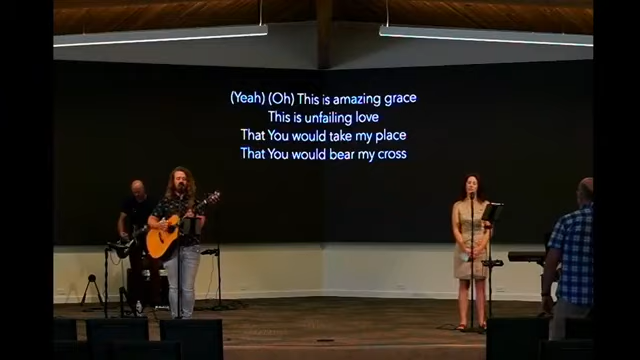 (Yeah) (Oh) This is amazing grace
This is unfailing love
That You would take my place
That You would bear my cross